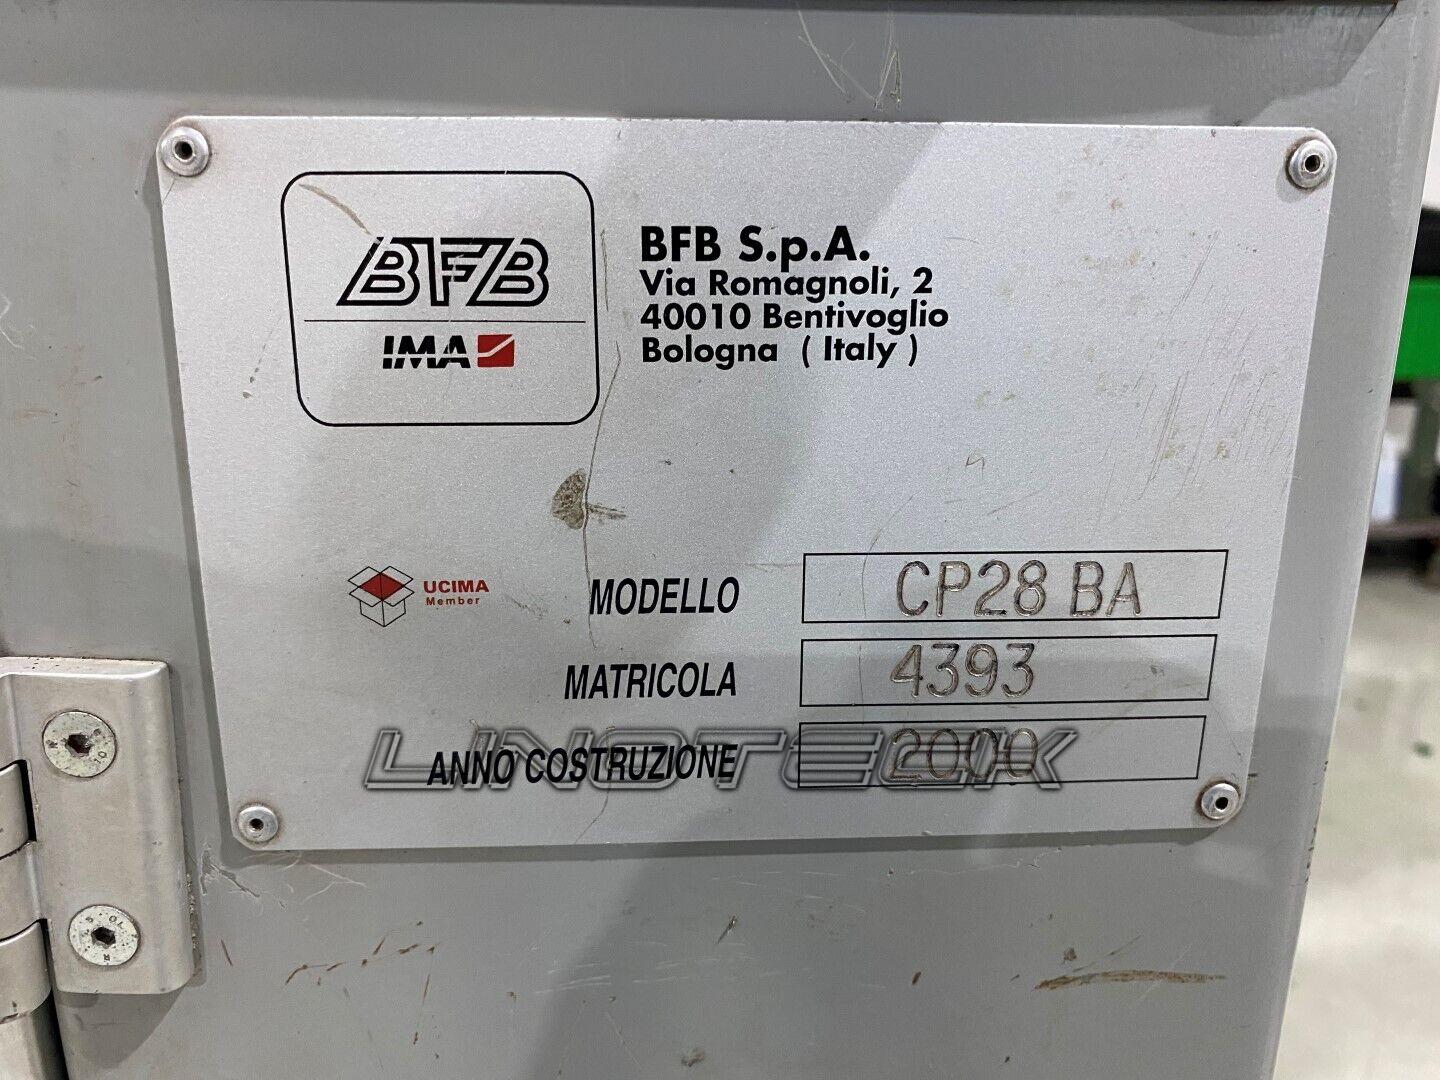 BFB
IMA
BFB S.p.A.
Via Romagnoli, 2
40010 Bentivoglio
Bologna ( Italy )
UCIMA
Member
MODELLO CP28 BA
MATRICOLA 4393
ANNO COSTRUZIONE 2000
LINOTECK